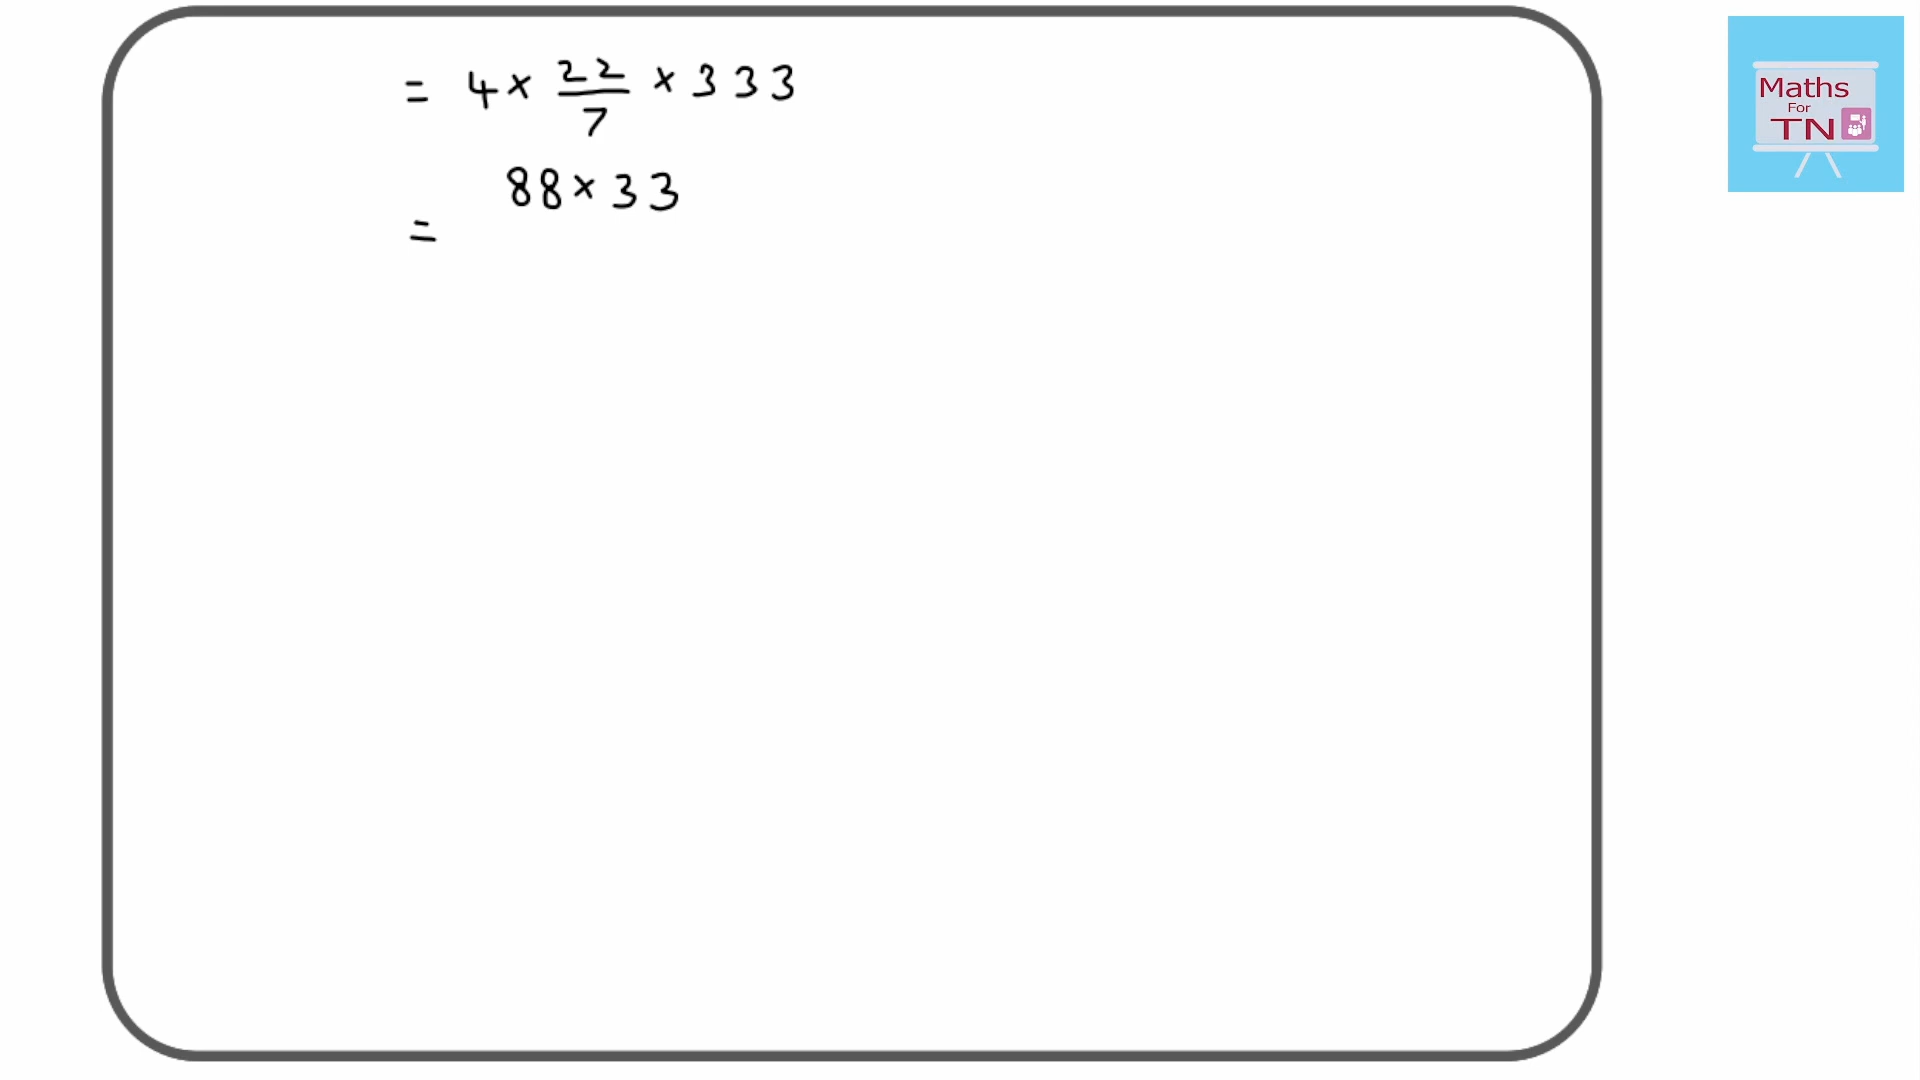 = 4 × 22/7 × 333
88 × 33
=
Maths
For
TN